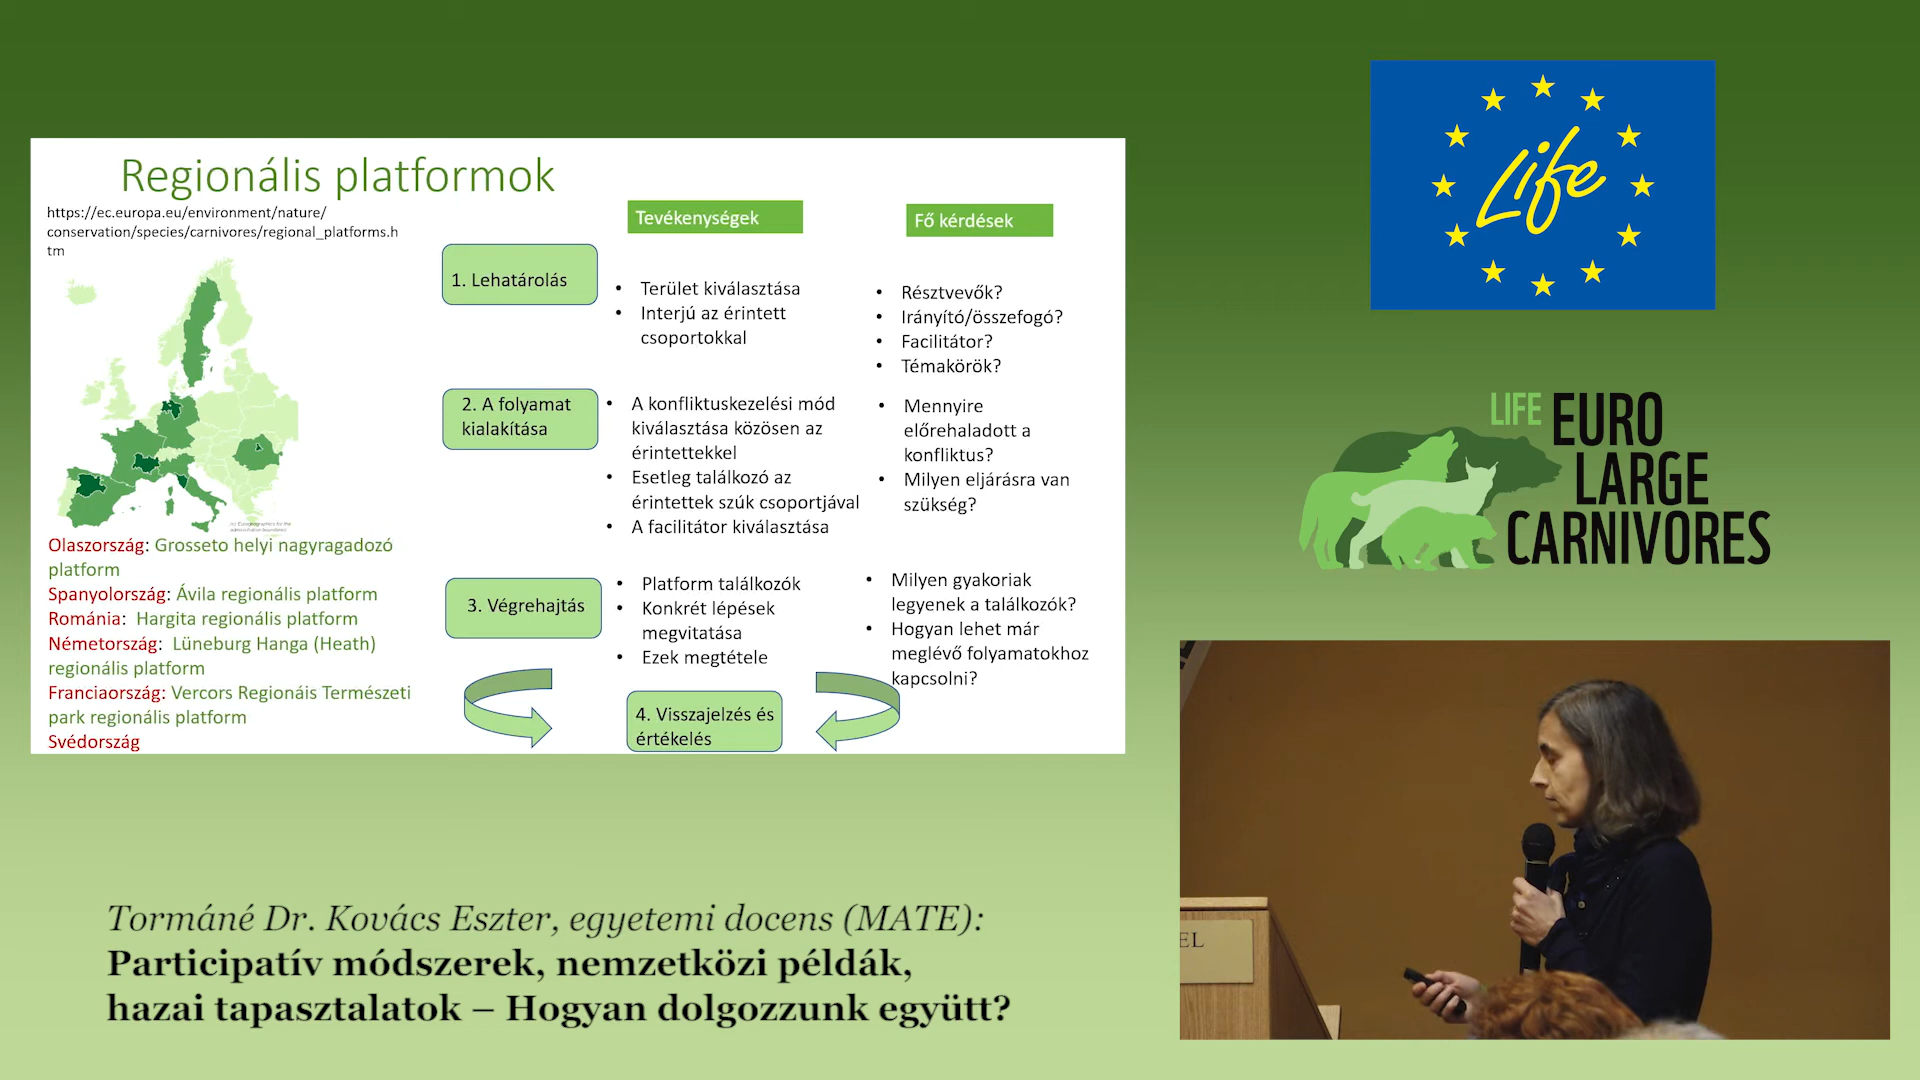 Regionális platformok
https://ec.europa.eu/environment/nature/
conservation/species/carnivores/regional_platforms.h
tm
Olaszország: Grosseto helyi nagyragadozó
platform
Spanyolország: Ávila regionális platform
Románia: Hargita regionális platform
Németország: Lüneburg Hanga (Heath)
regionális platform
Franciaország: Vercors Regionáis Természeti
park regionális platform
Svédország
Tevékenységek
Fő kérdések
1. Lehatárolás
• Terület kiválasztása
• Interjú az érintett
csoportokkal
• Résztvevők?
• Irányító/összefogó?
• Facilitátor?
• Témakörök?
2. A folyamat
kialakítása
• A konfliktuskezelési mód
kiválasztása közösen az
érintettekkel
• Esetleg találkozó az
érintettek szúk csoportjával
• A facilitátor kiválasztása
• Mennyire
előrehaladott a
konfliktus?
• Milyen eljárásra van
szükség?
3. Végrehajtás
• Platform találkozók
• Konkrét lépések
megvitatása
• Ezek megtétele
• Milyen gyakoriak
legyenek a találkozók?
• Hogyan lehet már
meglévő folyamatokhoz
kapcsolni?
4. Visszajelzés és
értékelés
Life
LIFE EURO
LARGE
CARNIVORES
EL
Tormáné Dr. Kovács Eszter, egyetemi docens (MATE):
Participatív módszerek, nemzetközi példák,
hazai tapasztalatok – Hogyan dolgozzunk együtt?